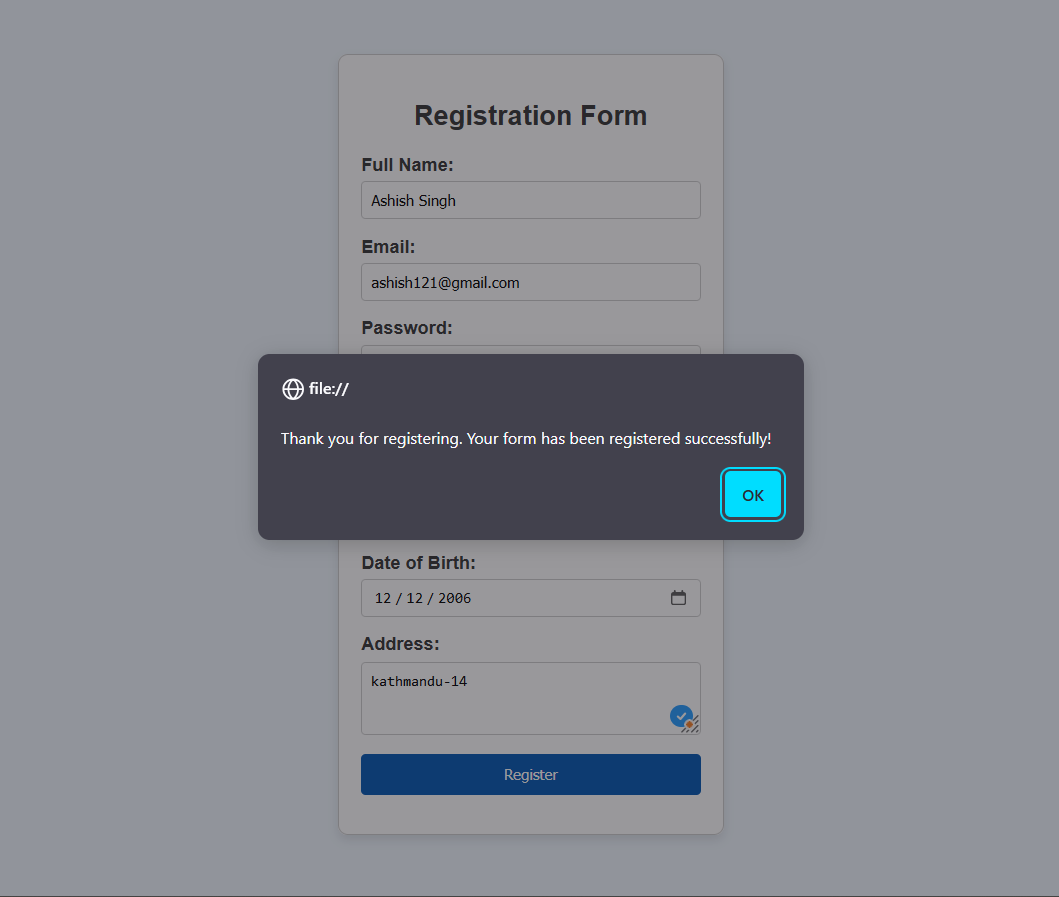 Registration Form
Full Name:
Ashish Singh
Email:
ashish121@gmail.com
Password:
file://
Thank you for registering. Your form has been registered successfully!
OK
Date of Birth:
12 / 12 / 2006
Address:
kathmandu-14
Register